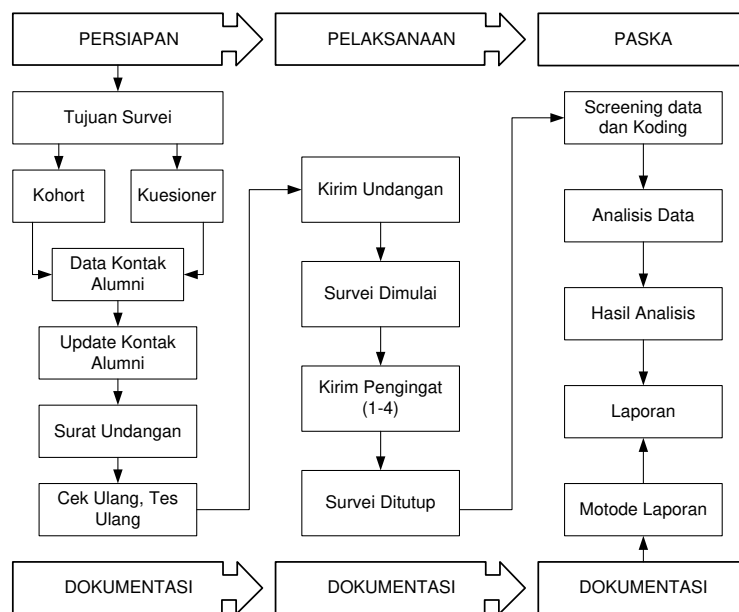 PERSIAPAN
PELAKSANAAN
PASKA
Tujuan Survei
Kohort
Kuesioner
Data Kontak
Alumni
Update Kontak
Alumni
Surat Undangan
Cek Ulang, Tes
Ulang
Kirim Undangan
Survei Dimulai
Kirim Pengingat
(1-4)
Survei Ditutup
Screening data
dan Koding
Analisis Data
Hasil Analisis
Laporan
Motode Laporan
DOKUMENTASI
DOKUMENTASI
DOKUMENTASI